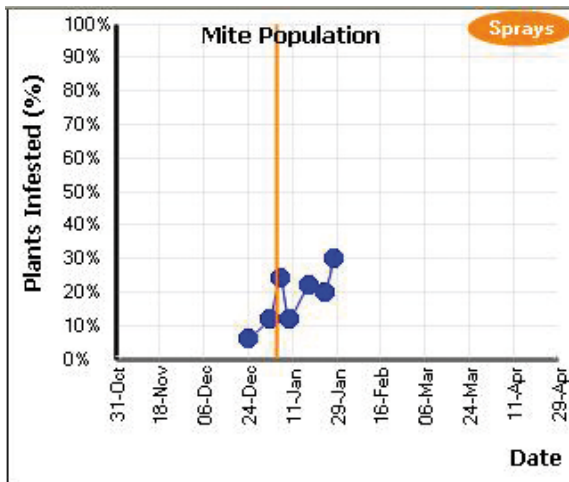 Mite Population
Sprays
Plants Infested (%)
100%
90%
80%
70%
60%
50%
40%
30%
20%
10%
0%
31-Oct
18-Nov
06-Dec
24-Dec
11-Jan
29-Jan
16-Feb
06-Mar
24-Mar
11-Apr
29-Apr
Date